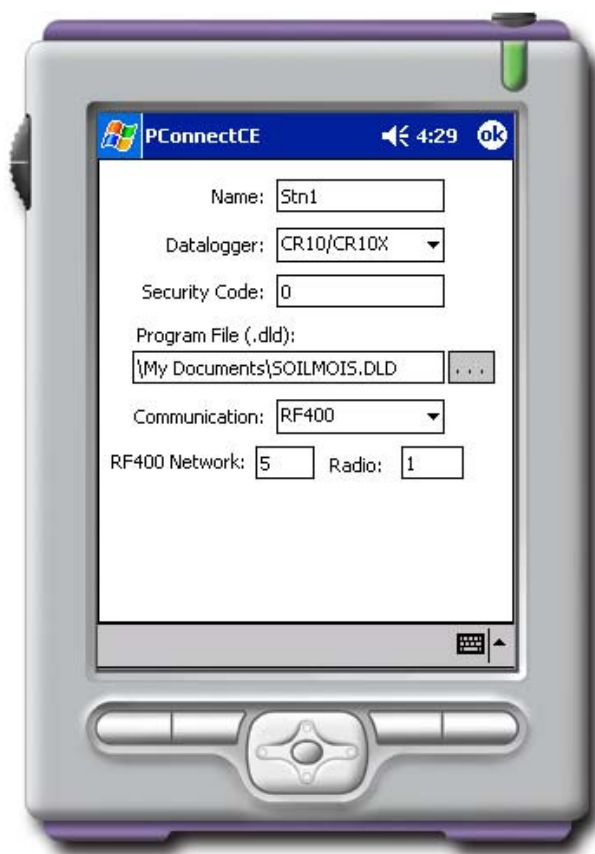 PConnectCE 4:29 ok
Name: Stn1
Datalogger: CR10/CR10X
Security Code: 0
Program File (.dld):
\My Documents\SOILMOIS.DLD ...
Communication: RF400
RF400 Network: 5 Radio: 1